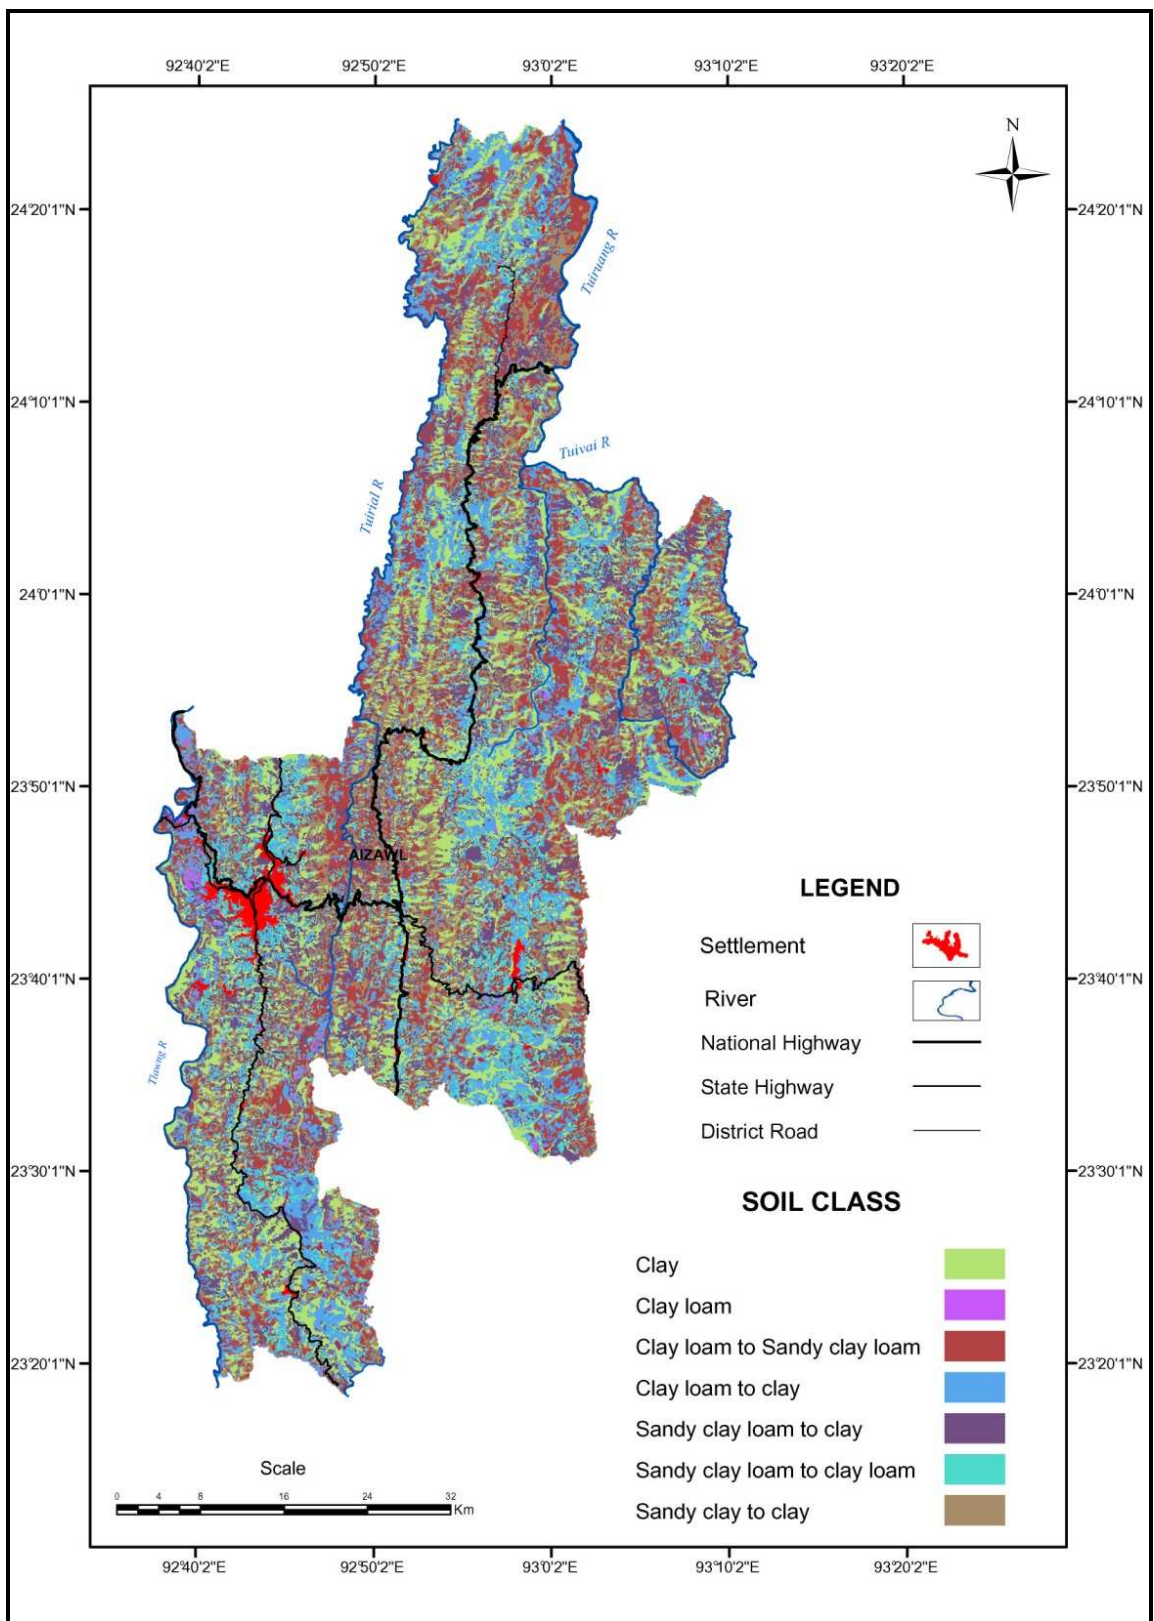 92°40'2"E 92°50'2"E 93°0'2"E 93°10'2"E 93°20'2"E
N
24°20'1"N 24°20'1"N
Tuiruang R
24°10'1"N 24°10'1"N
Tuivai R
Tuirial R
24°0'1"N 24°0'1"N
23°50'1"N 23°50'1"N
AIZAWL
LEGEND
Settlement
23°40'1"N 23°40'1"N
River
National Highway
Tlawng R
State Highway
District Road
23°30'1"N 23°30'1"N
SOIL CLASS
Clay
Clay loam
Clay loam to Sandy clay loam
23°20'1"N 23°20'1"N
Clay loam to clay
Sandy clay loam to clay
Sandy clay loam to clay loam
Sandy clay to clay
Scale
0 4 8 16 24 32
Km
92°40'2"E 92°50'2"E 93°0'2"E 93°10'2"E 93°20'2"E